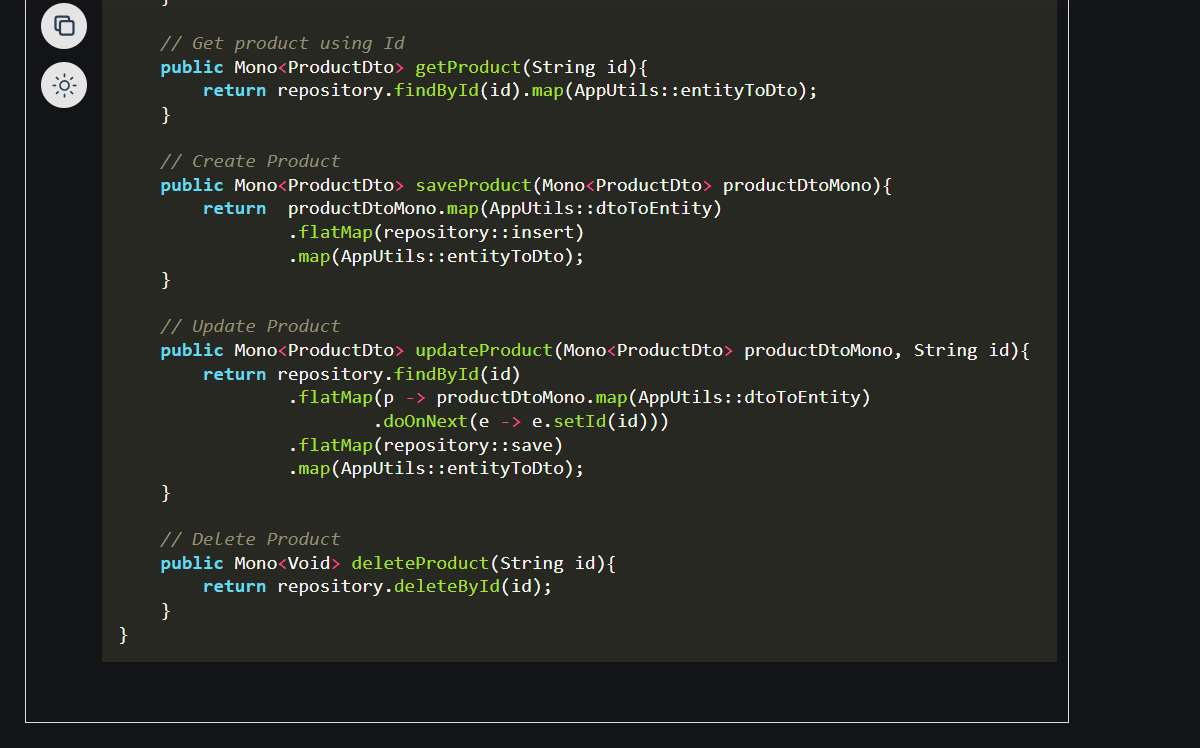 }
// Get product using Id
public Mono<ProductDto> getProduct(String id){
return repository.findById(id).map(AppUtils::entityToDto);
}
// Create Product
public Mono<ProductDto> saveProduct(Mono<ProductDto> productDtoMono){
return  productDtoMono.map(AppUtils::dtoToEntity)
.flatMap(repository::insert)
.map(AppUtils::entityToDto);
}
// Update Product
public Mono<ProductDto> updateProduct(Mono<ProductDto> productDtoMono, String id){
return repository.findById(id)
.flatMap(p -> productDtoMono.map(AppUtils::dtoToEntity)
.doOnNext(e -> e.setId(id)))
.flatMap(repository::save)
.map(AppUtils::entityToDto);
}
// Delete Product
public Mono<Void> deleteProduct(String id){
return repository.deleteById(id);
}
}